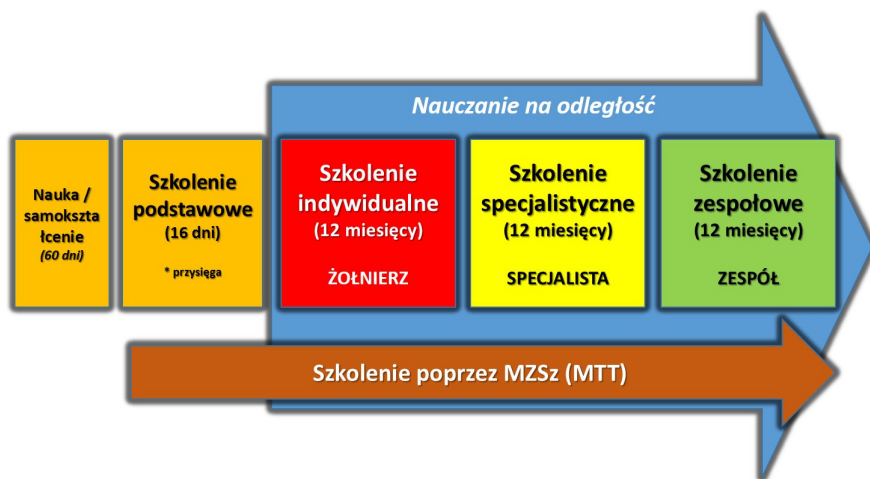 Nauczanie na odległość
Nauka /
samokszta
łcenie
(60 dni)
Szkolenie
podstawowe
(16 dni)
* przysięga
Szkolenie
indywidualne
(12 miesięcy)
ŻOŁNIERZ
Szkolenie
specjalistyczne
(12 miesięcy)
SPECJALISTA
Szkolenie
zespołowe
(12 miesięcy)
ZESPÓŁ
Szkolenie poprzez MZSz (MTT)